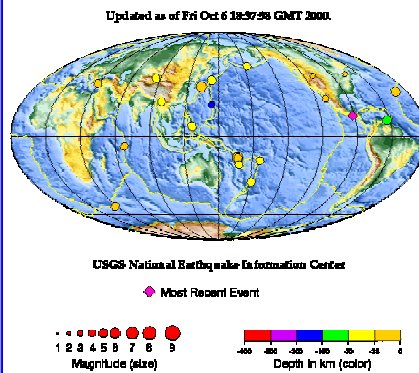 Updated as of Fri Oct 6 18:37:58 GMT 2000.
USGS National Earthquake Information Center
Most Recent Event
1 2 3 4 5 6 7 8 9
Magnitude (size)
Depth in km (color)